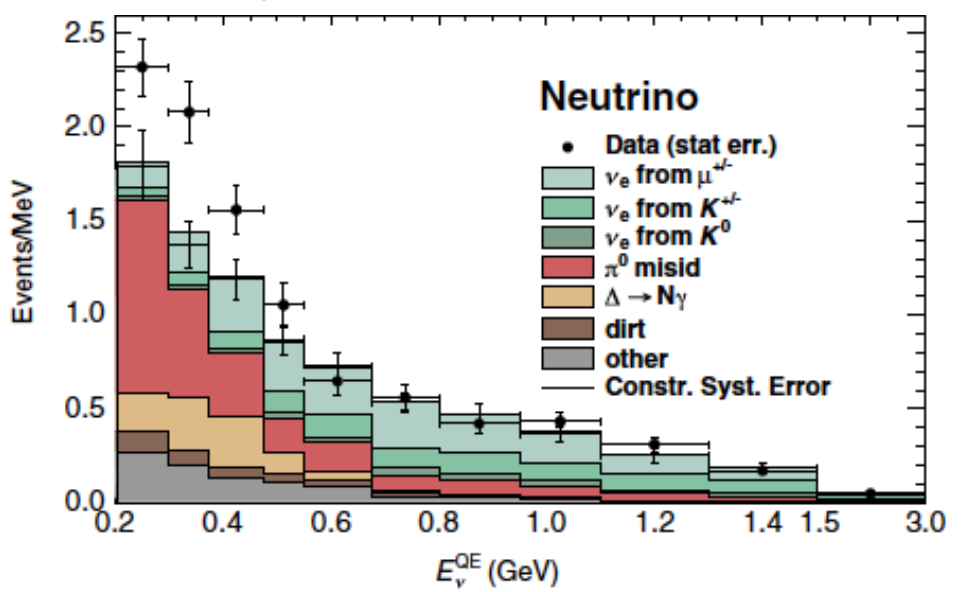 2.5
2.0
1.5
1.0
0.5
0.0
Events/MeV
Neutrino
Data (stat err.)
νe from μ+/-
νe from K+/-
νe from K0
π0 misid
Δ → Nγ
dirt
other
Constr. Syst. Error
0.2 0.4 0.6 0.8 1.0 1.2 1.4 1.5 3.0
EνQE (GeV)